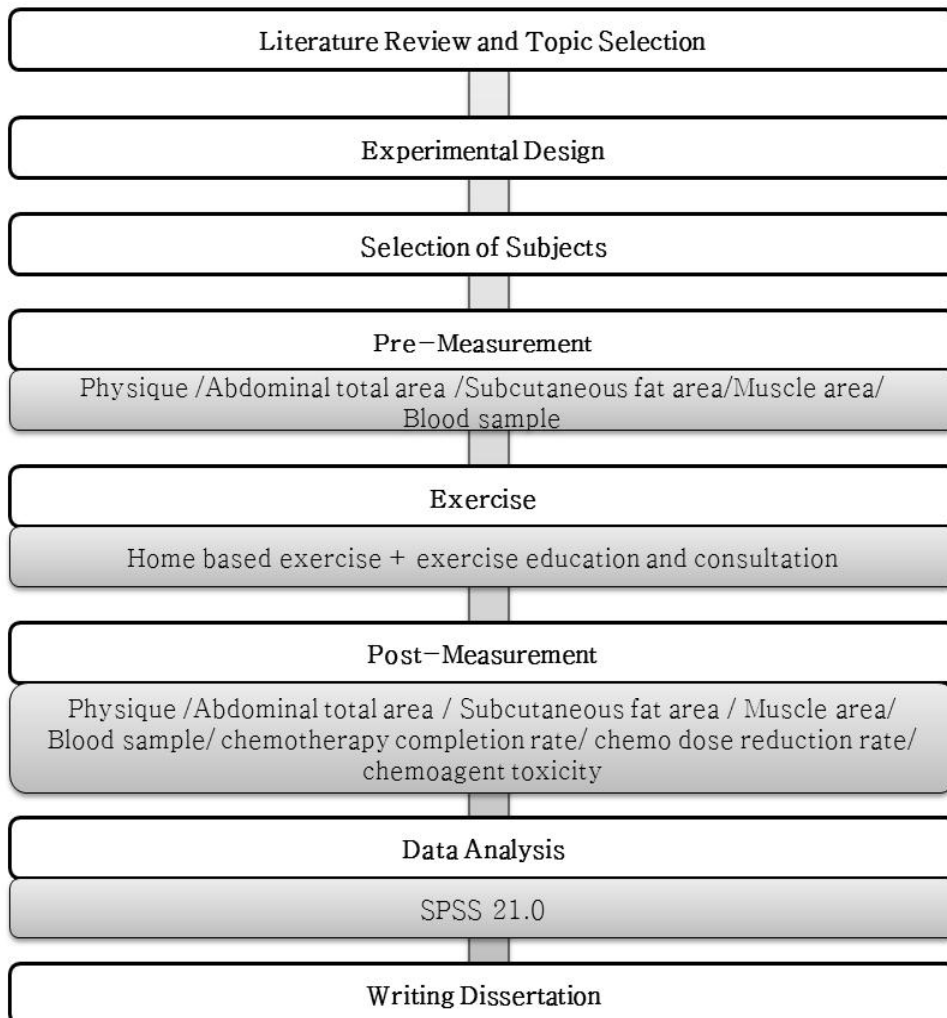 Literature Review and Topic Selection
Experimental Design
Selection of Subjects
Pre-Measurement
Physique /Abdominal total area /Subcutaneous fat area/Muscle area/
Blood sample
Exercise
Home based exercise + exercise education and consultation
Post-Measurement
Physique /Abdominal total area / Subcutaneous fat area / Muscle area/
Blood sample/ chemotherapy completion rate/ chemo dose reduction rate/
chemoagent toxicity
Data Analysis
SPSS 21.0
Writing Dissertation